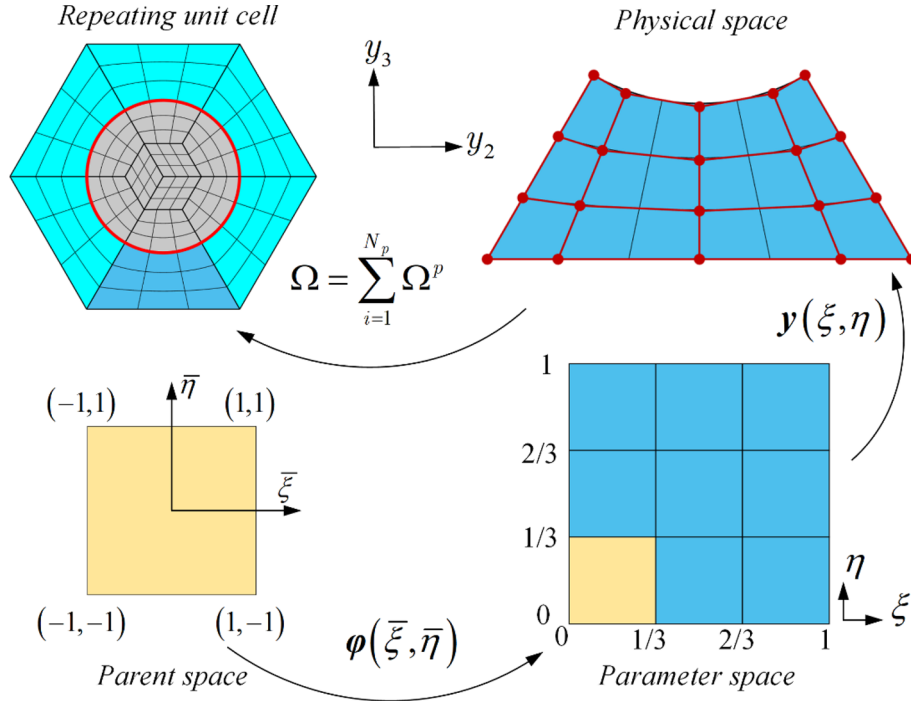 Repeating unit cell
Physical space
y₃
y₂
Ω = ∑_{i=1}^{N_p} Ω^p
y(ξ,η)
η̅
(−1,1)
(1,1)
ξ̅
(−1,−1)
(1,−1)
Parent space
φ(ξ̅,η̅)
1
2/3
1/3
0
0
1/3
2/3
1
η
ξ
Parameter space